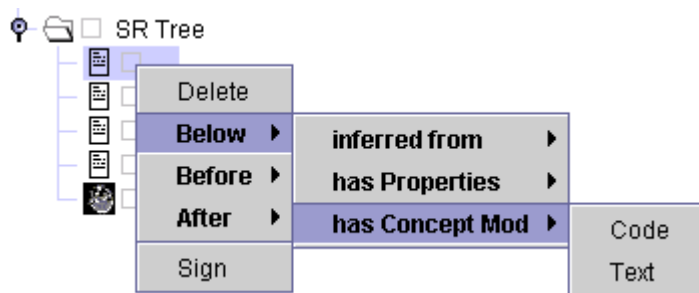 SR Tree
Delete
Below
Before
After
Sign
inferred from
has Properties
has Concept Mod
Code
Text